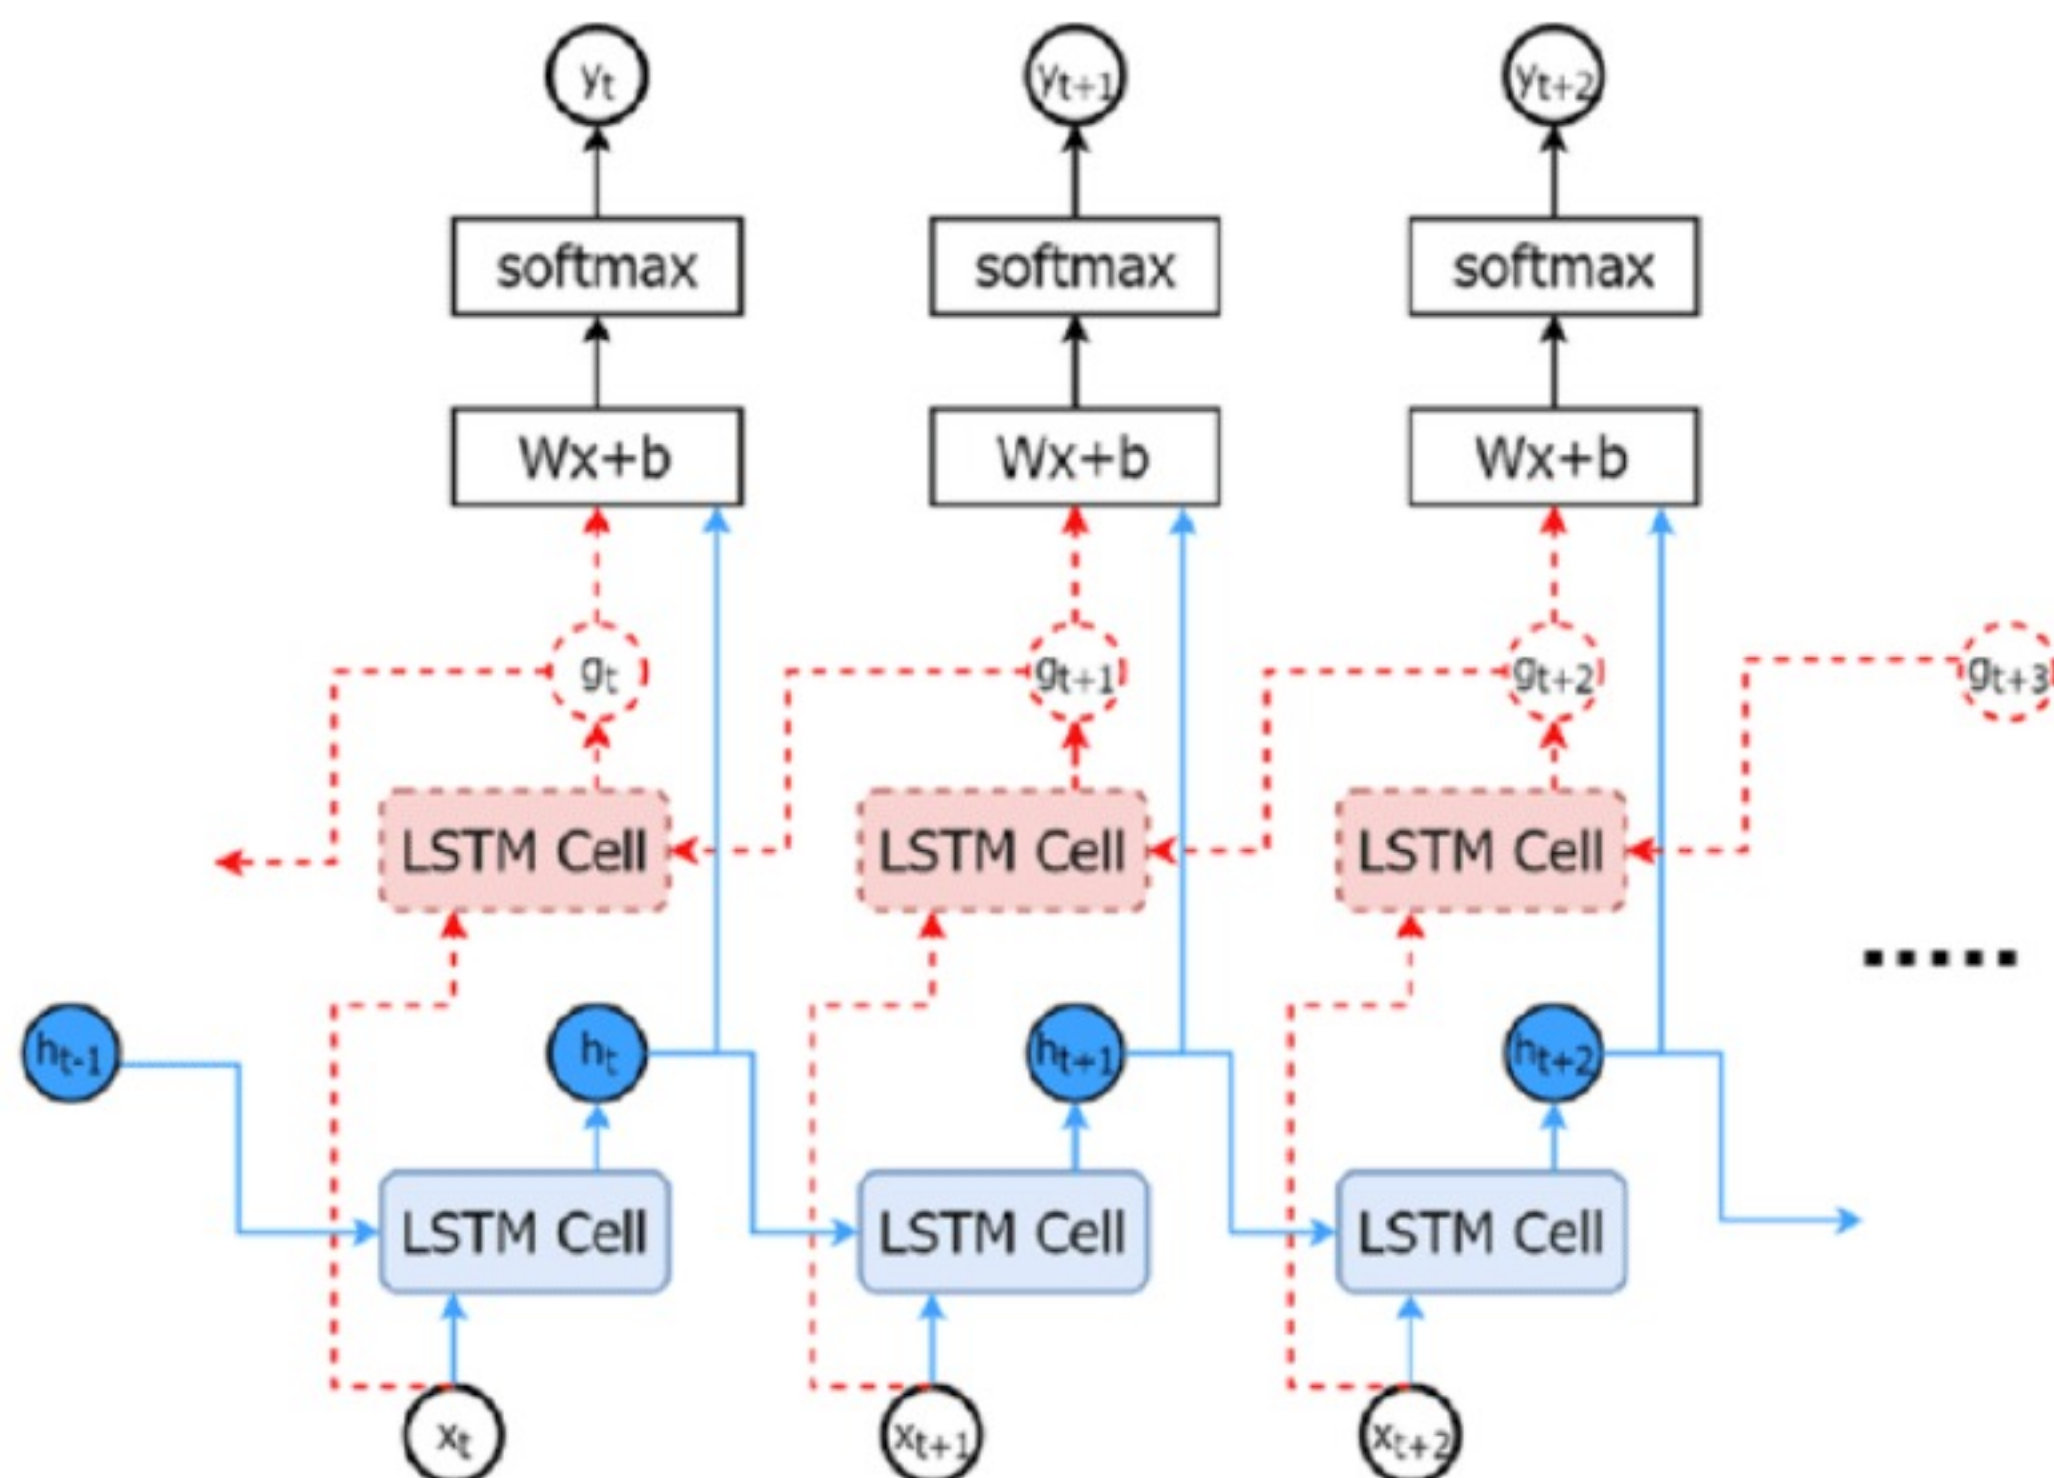 yt yt+1 yt+2
softmax softmax softmax
Wx+b Wx+b Wx+b
gt gt+1 gt+2 gt+3
LSTM Cell LSTM Cell LSTM Cell
ht-1 ht ht+1 ht+2
LSTM Cell LSTM Cell LSTM Cell
xt xt+1 xt+2